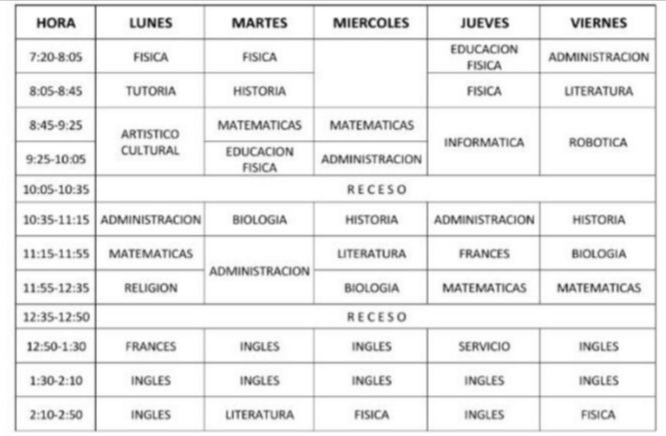 HORA LUNES MARTES MIERCOLES JUEVES VIERNES
7:20-8:05 FISICA FISICA EDUCACION FISICA ADMINISTRACION
8:05-8:45 TUTORIA HISTORIA FISICA LITERATURA
8:45-9:25 ARTISTICO CULTURAL MATEMATICAS MATEMATICAS INFORMATICA ROBOTICA
9:25-10:05 EDUCACION FISICA ADMINISTRACION
10:05-10:35 RECESO
10:35-11:15 ADMINISTRACION BIOLOGIA HISTORIA ADMINISTRACION HISTORIA
11:15-11:55 MATEMATICAS ADMINISTRACION LITERATURA FRANCES BIOLOGIA
11:55-12:35 RELIGION BIOLOGIA MATEMATICAS MATEMATICAS
12:35-12:50 RECESO
12:50-1:30 FRANCES INGLES INGLES SERVICIO INGLES
1:30-2:10 INGLES INGLES INGLES INGLES INGLES
2:10-2:50 INGLES LITERATURA FISICA INGLES FISICA